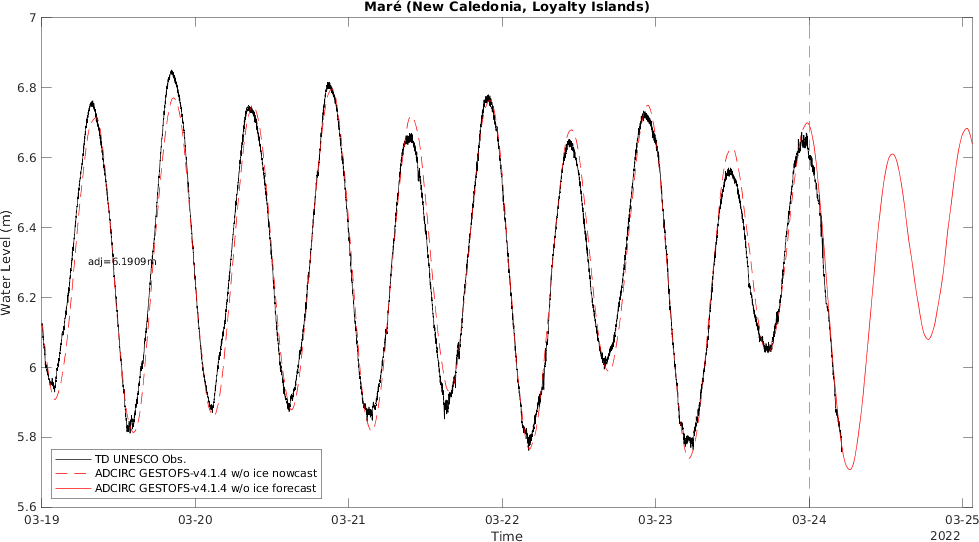 Maré (New Caledonia, Loyalty Islands)
7
6.8
6.6
6.4
6.2
6
5.8
5.6
Water Level (m)
adj=6.1909m
TD UNESCO Obs.
ADCIRC GESTOFS-v4.1.4 w/o ice nowcast
ADCIRC GESTOFS-v4.1.4 w/o ice forecast
03-19
03-20
03-21
03-22
03-23
03-24
03-25
Time
2022